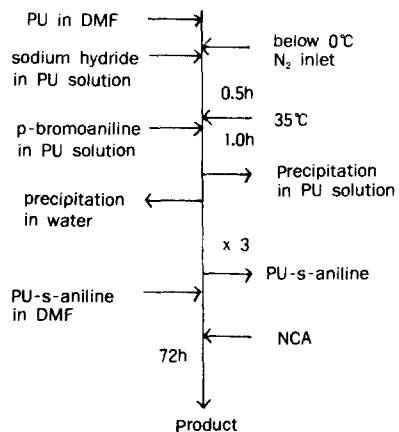 PU in DMF
below 0℃
N₂ inlet
sodium hydride
in PU solution
0.5h
35℃
p-bromoaniline
in PU solution
1.0h
Precipitation
in PU solution
precipitation
in water
x 3
PU-s-aniline
PU-s-aniline
in DMF
NCA
72h
Product